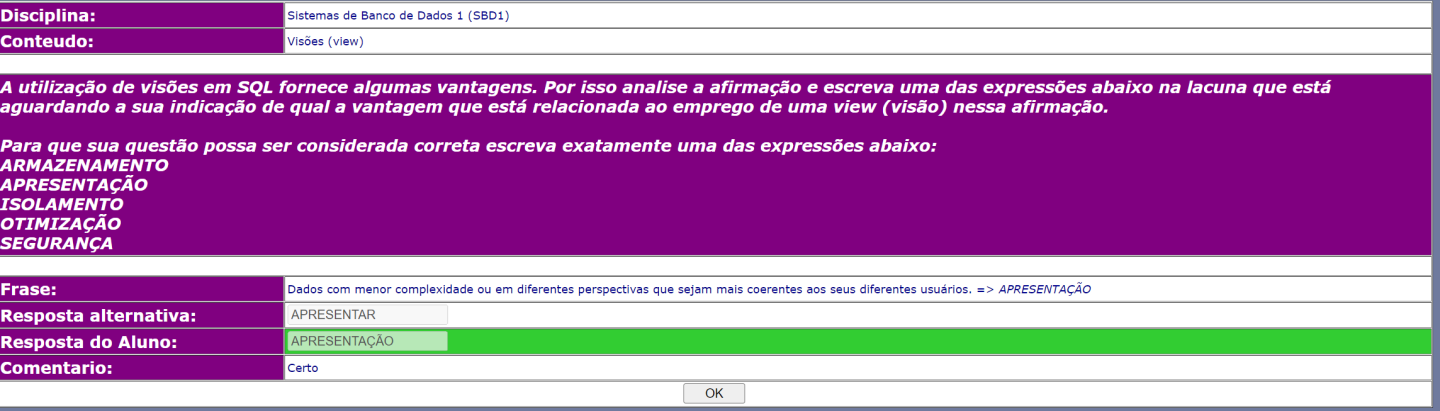 Disciplina: Sistemas de Banco de Dados 1 (SBD1)
Conteudo: Visões (view)
A utilização de visões em SQL fornece algumas vantagens. Por isso analise a afirmação e escreva uma das expressões abaixo na lacuna que está
aguardando a sua indicação de qual a vantagem que está relacionada ao emprego de uma view (visão) nessa afirmação.
Para que sua questão possa ser considerada correta escreva exatamente uma das expressões abaixo:
ARMAZENAMENTO
APRESENTAÇÃO
ISOLAMENTO
OTIMIZAÇÃO
SEGURANÇA
Frase: Dados com menor complexidade ou em diferentes perspectivas que sejam mais coerentes aos seus diferentes usuários. => APRESENTAÇÃO
Resposta alternativa: APRESENTAR
Resposta do Aluno: APRESENTAÇÃO
Comentario: Certo
OK